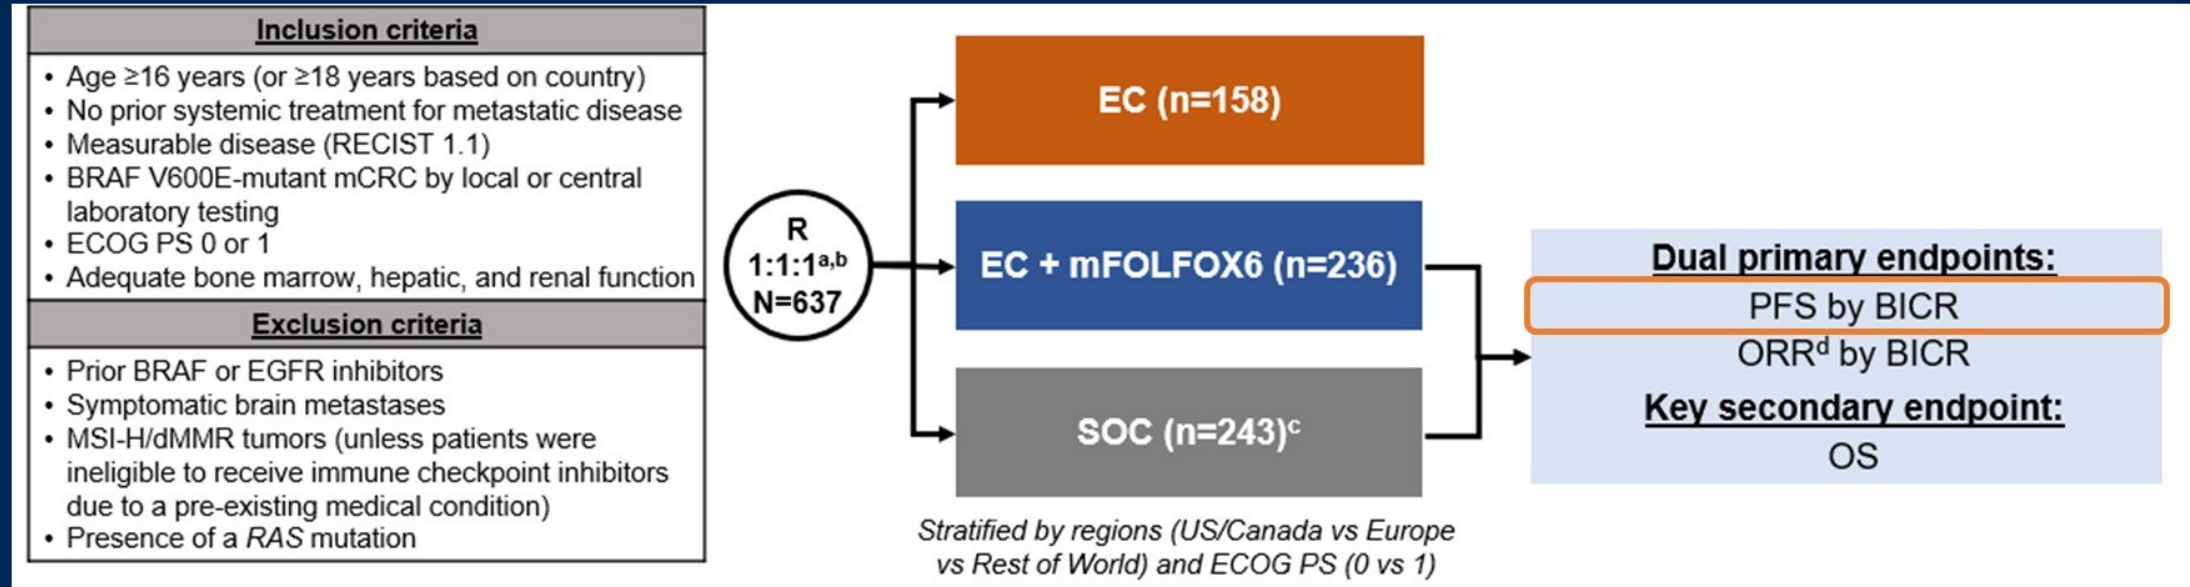 Inclusion criteria
• Age ≥16 years (or ≥18 years based on country)
• No prior systemic treatment for metastatic disease
• Measurable disease (RECIST 1.1)
• BRAF V600E-mutant mCRC by local or central
laboratory testing
• ECOG PS 0 or 1
• Adequate bone marrow, hepatic, and renal function
Exclusion criteria
• Prior BRAF or EGFR inhibitors
• Symptomatic brain metastases
• MSI-H/dMMR tumors (unless patients were
ineligible to receive immune checkpoint inhibitors
due to a pre-existing medical condition)
• Presence of a RAS mutation
R
1:1:1a,b
N=637
EC (n=158)
EC + mFOLFOX6 (n=236)
SOC (n=243)c
Stratified by regions (US/Canada vs Europe
vs Rest of World) and ECOG PS (0 vs 1)
Dual primary endpoints:
PFS by BICR
ORRd by BICR
Key secondary endpoint:
OS